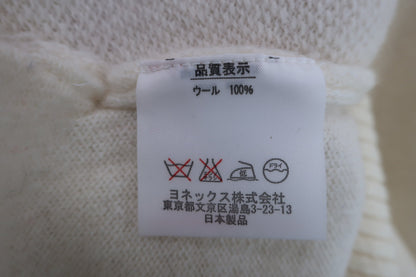 品質表示
ウール 100%
低 ドライ
ヨネックス株式会社
東京都文京区湯島3-23-13
日本製品